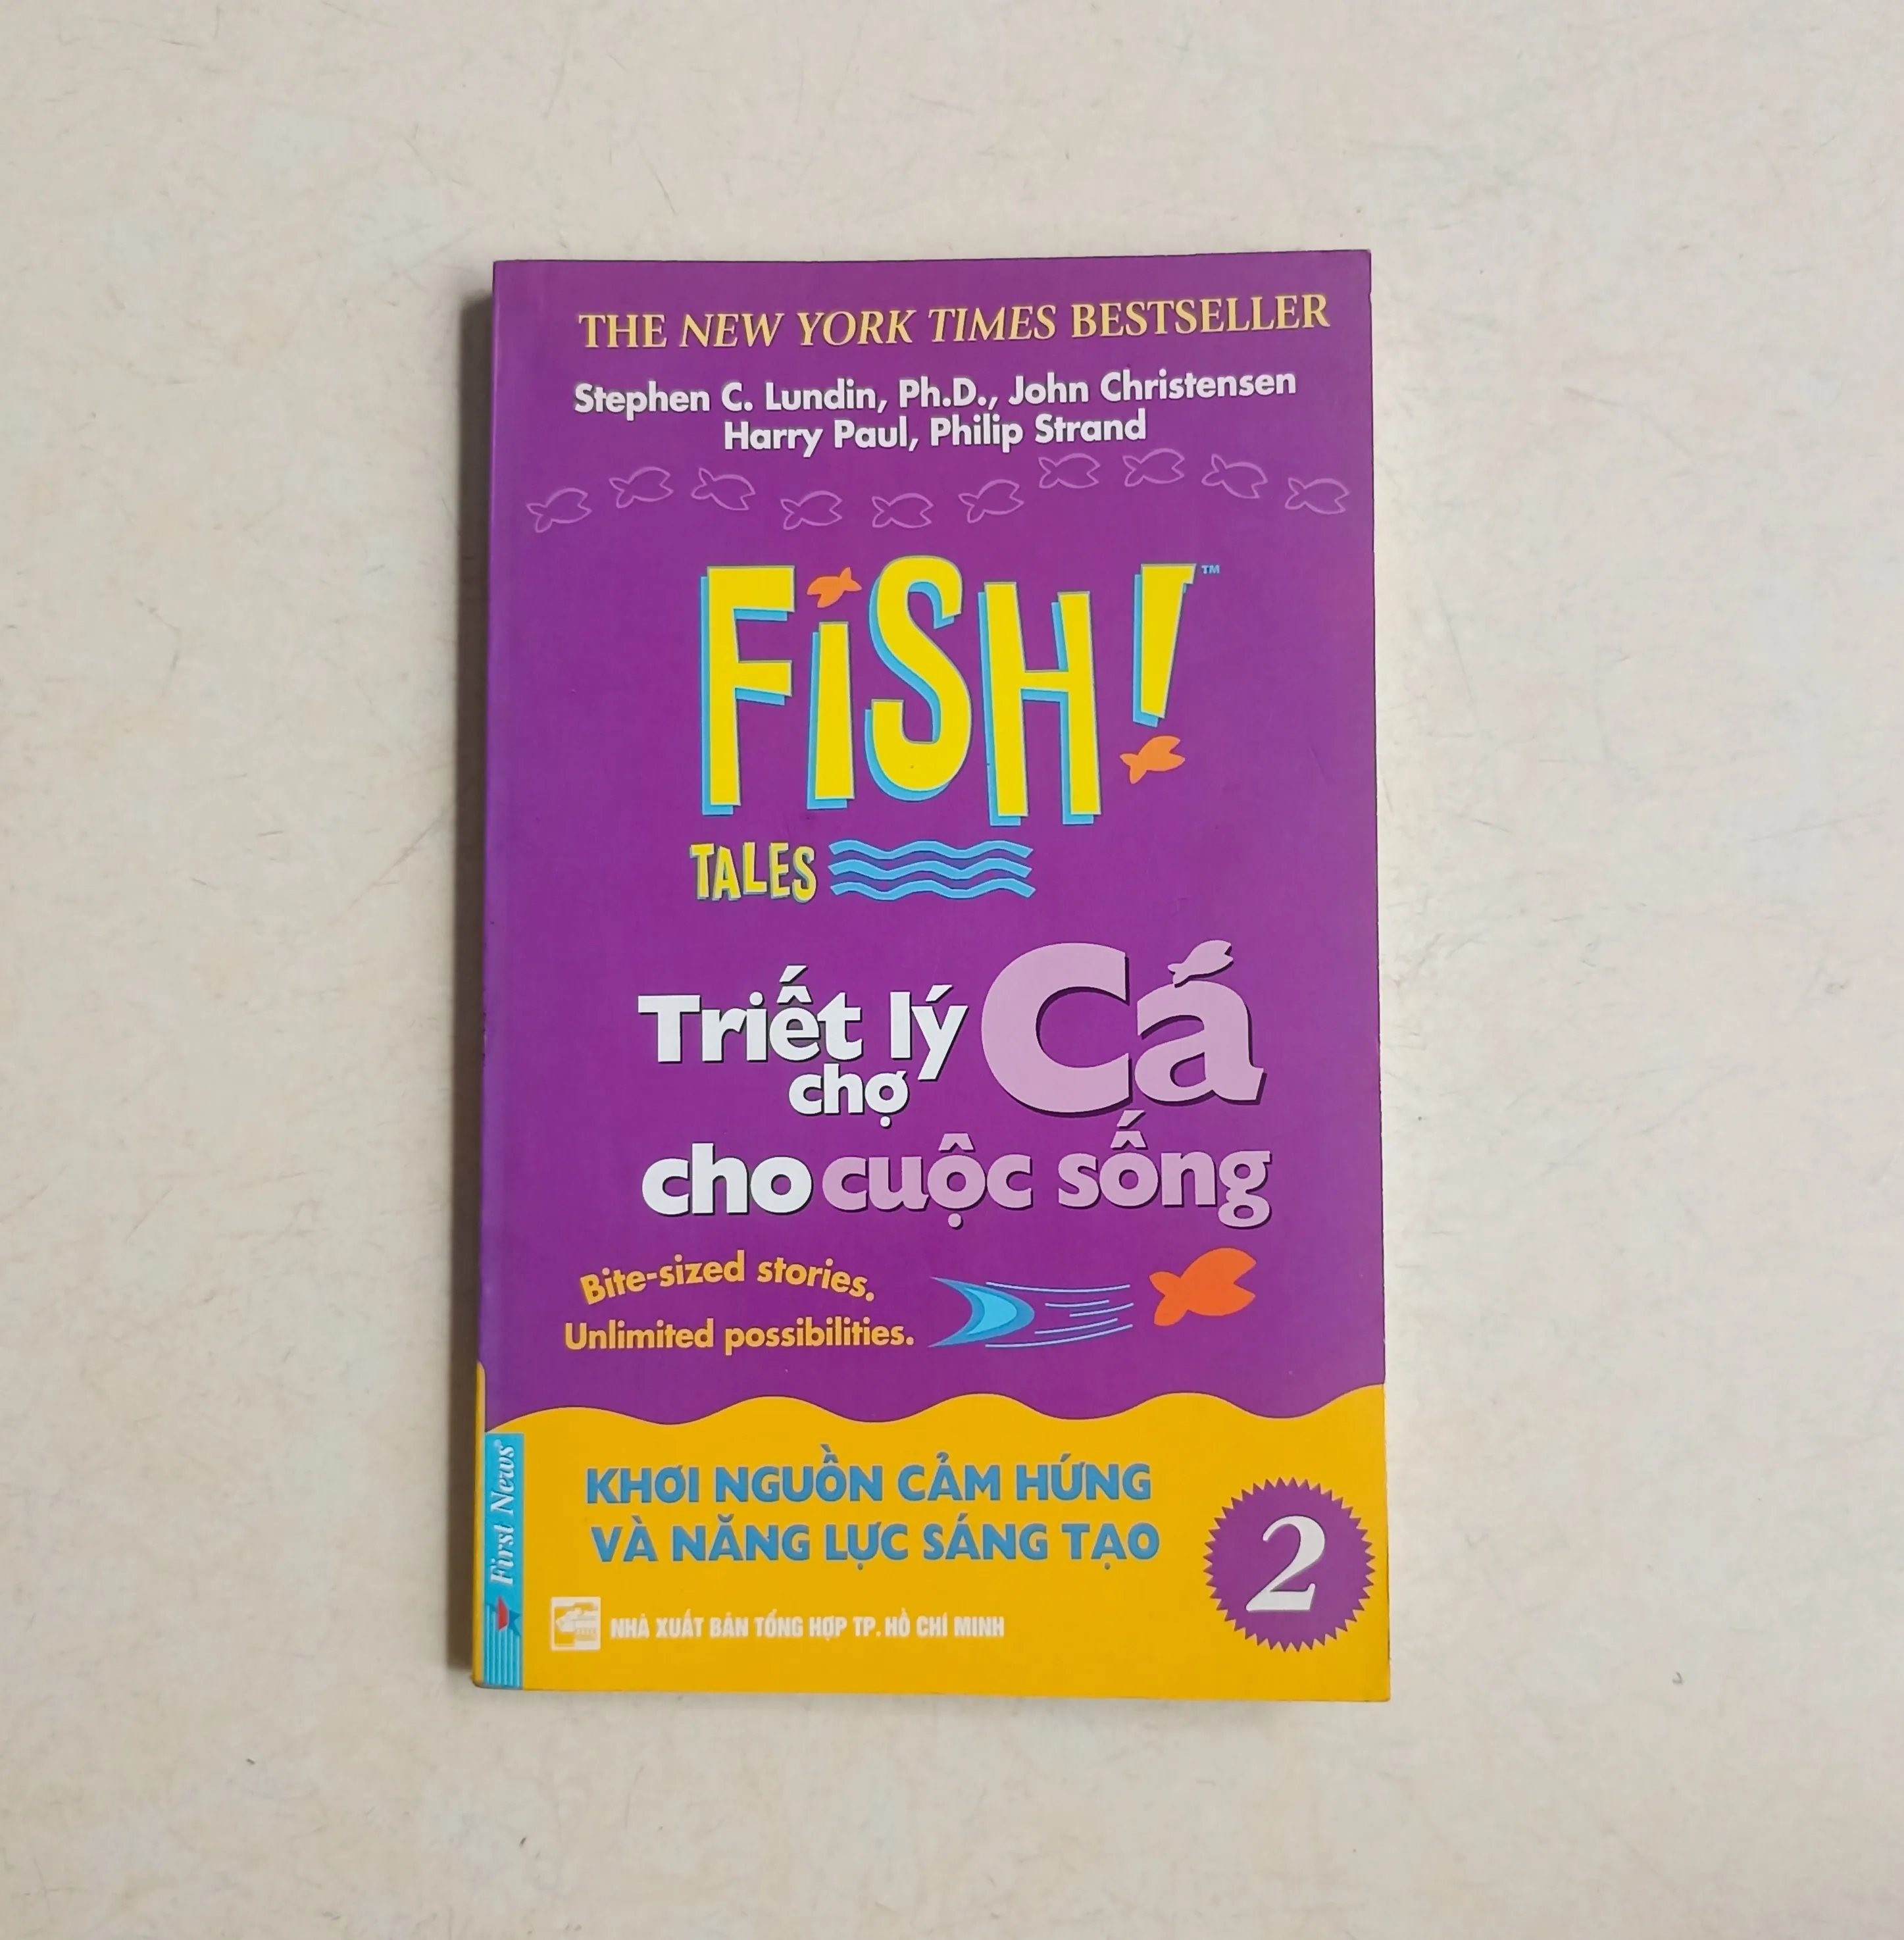 THE NEW YORK TIMES BESTSELLER
Stephen C. Lundin, Ph.D., John Christensen
Harry Paul, Philip Strand
FiSH!™
TALES
Triết lý chợ Cá
cho cuộc sống
Bite-sized stories.
Unlimited possibilities.
KHƠI NGUỒN CẢM HỨNG
VÀ NĂNG LỰC SÁNG TẠO
2
First News®
NHÀ XUẤT BẢN TỔNG HỢP TP. HỒ CHÍ MINH